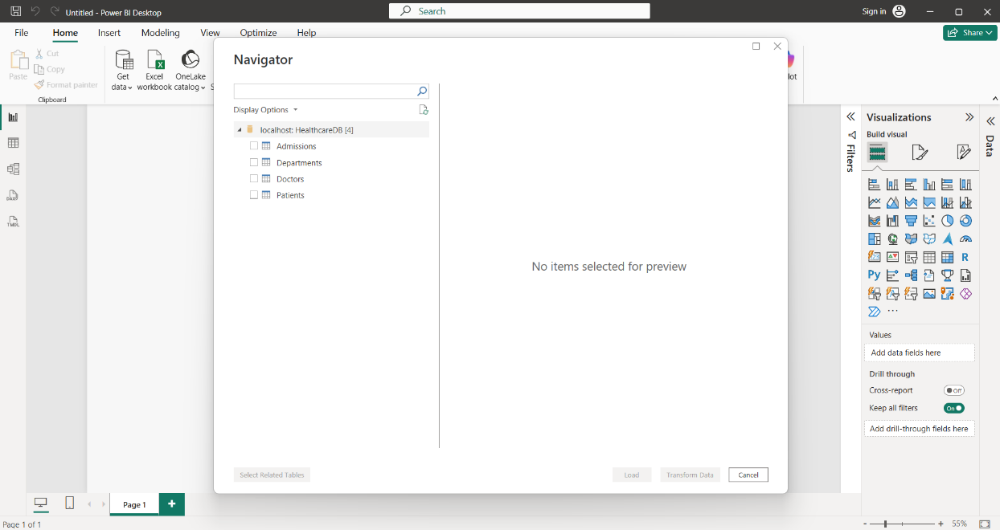 Untitled - Power BI Desktop
Search
Sign in
File
Home
Insert
Modeling
View
Optimize
Help
Share
Paste
Cut
Copy
Format painter
Clipboard
Get
data
Excel
workbook
OneLake
catalog
Navigator
Display Options
localhost: HealthcareDB [4]
Admissions
Departments
Doctors
Patients
No items selected for preview
Select Related Tables
Load
Transform Data
Cancel
Filters
Visualizations
Build visual
Data
R
Py
Values
Add data fields here
Drill through
Cross-report
Off
Keep all filters
On
Add drill-through fields here
DAX
TMDL
Page 1
Page 1 of 1
55%